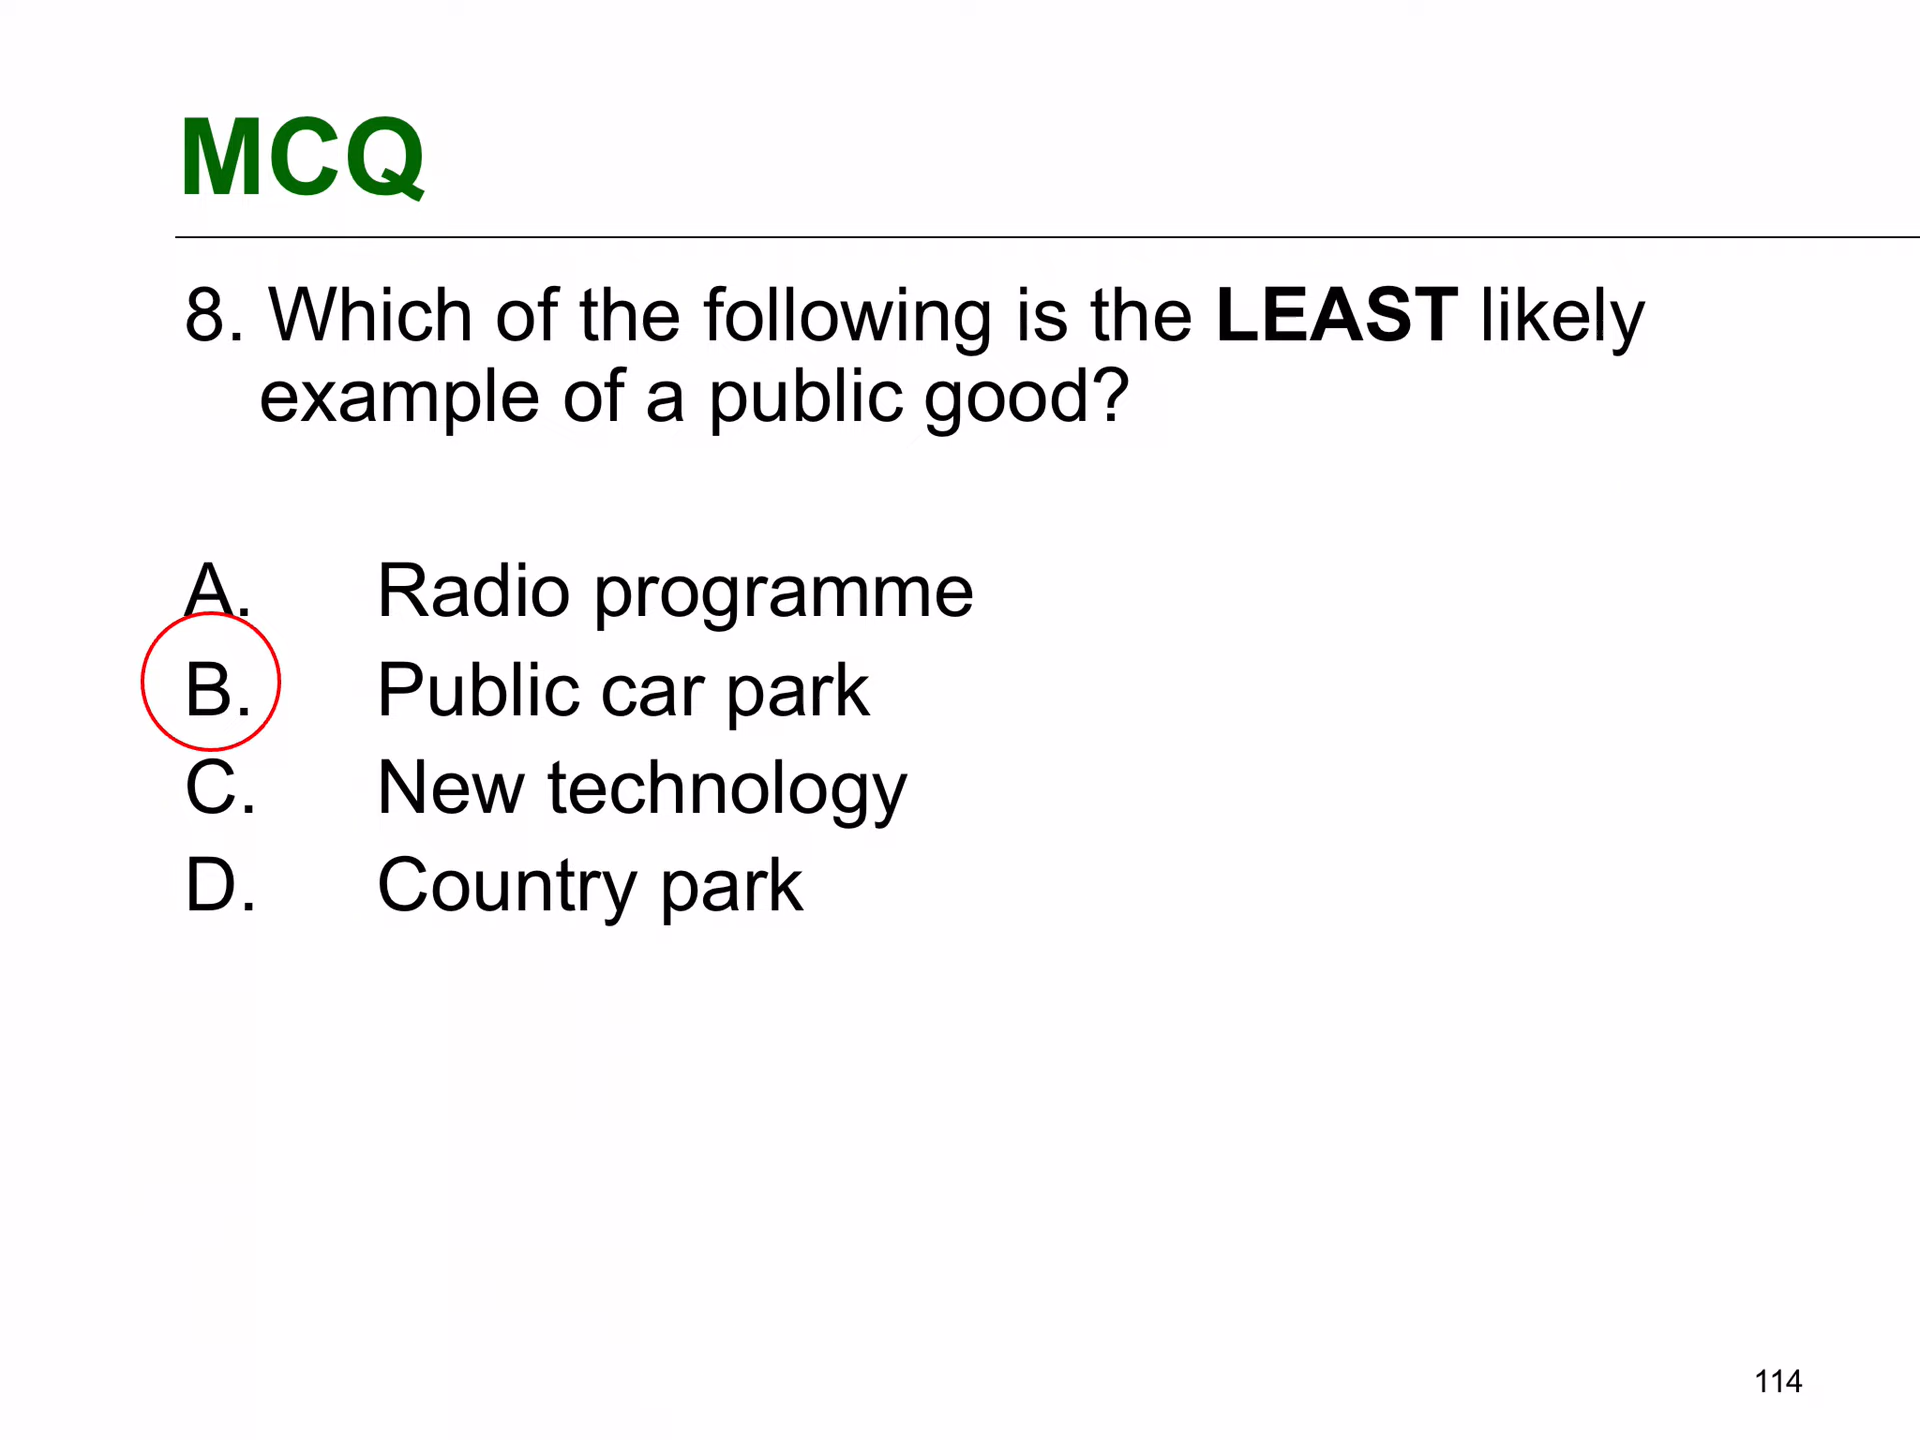 MCQ
8. Which of the following is the LEAST likely
example of a public good?
A. Radio programme
B. Public car park
C. New technology
D. Country park
114